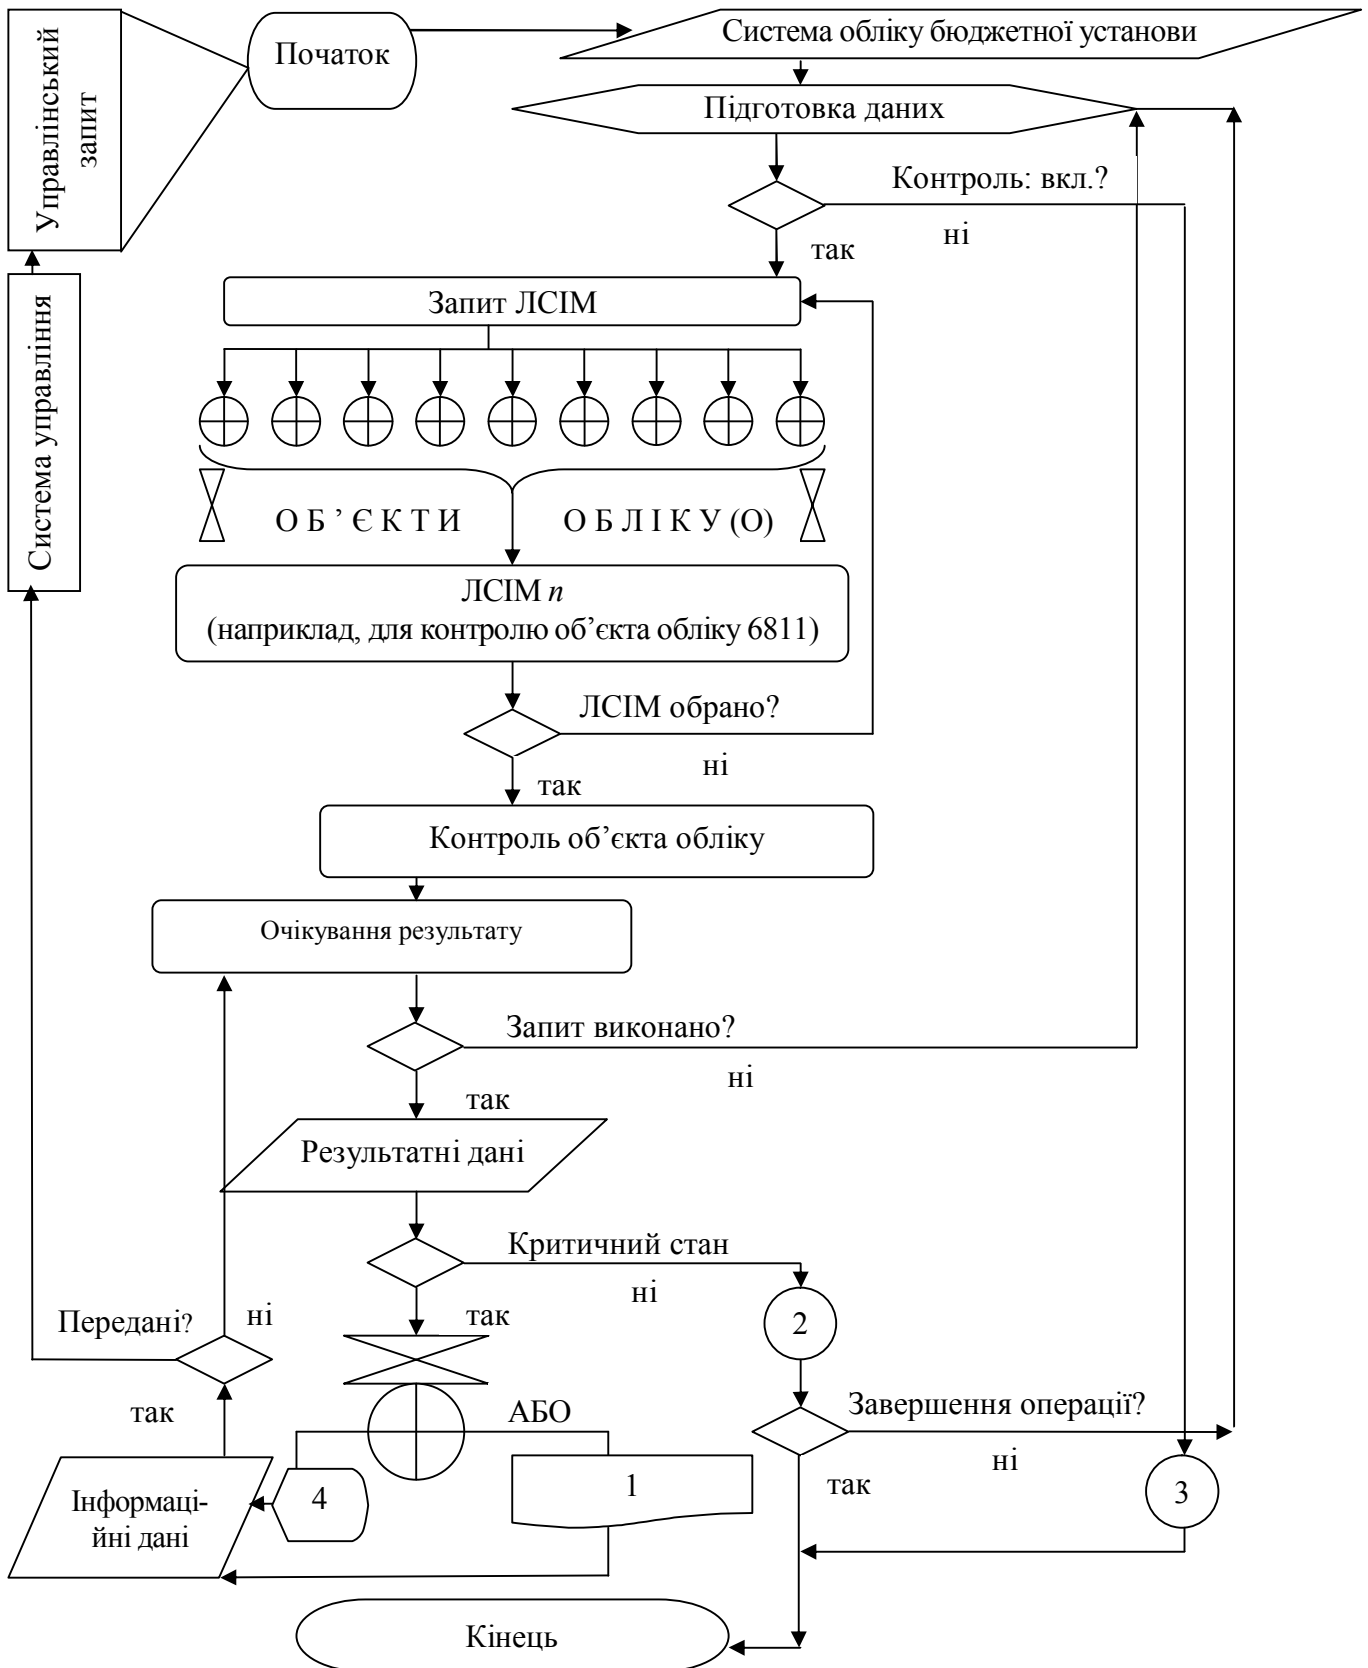 Управлінський
запит
Початок
Система обліку бюджетної установи
Підготовка даних
Контроль: вкл.?
ні
так
Система управління
Запит ЛСІМ
О Б ’ Є К Т И О Б Л І К У (О)
ЛСІМ n
(наприклад, для контролю об’єкта обліку 6811)
ЛСІМ обрано?
ні
так
Контроль об’єкта обліку
Очікування результату
Запит виконано?
ні
так
Результатні дані
Критичний стан
ні
так
Передані?
ні
так
2
АБО
Завершення операції?
ні
так
Інформаці-
йні дані
4
1
3
Кінець